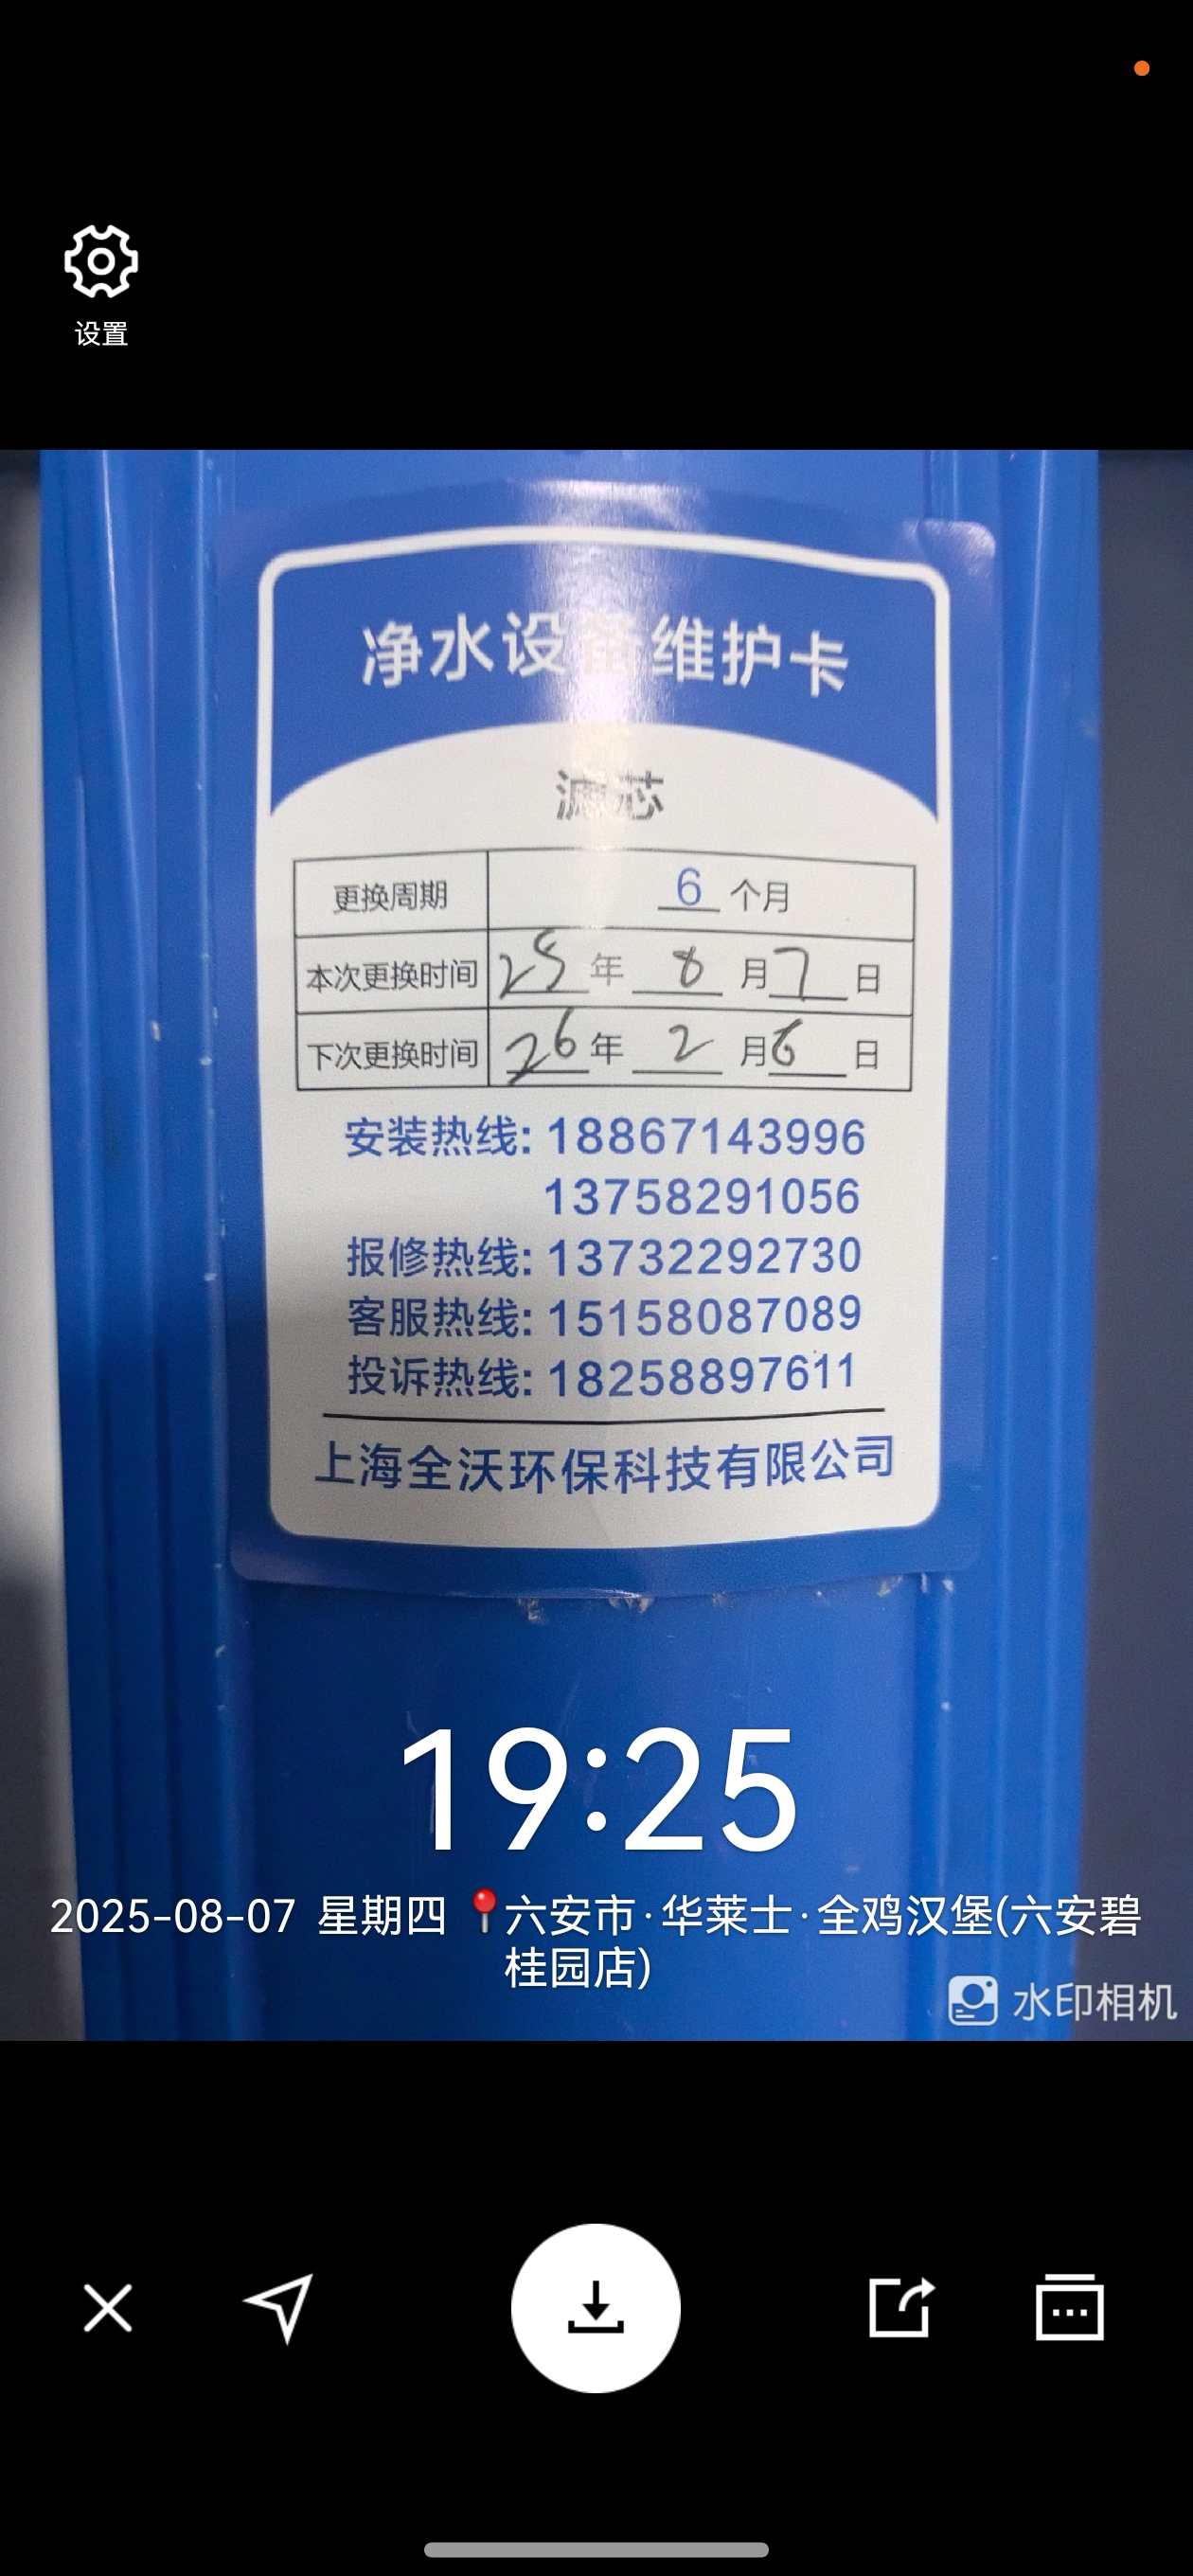 设置
净水设备维护卡
滤芯
更换周期 6 个月
本次更换时间 25 年 8 月 7 日
下次更换时间 26 年 2 月 6 日
安装热线: 18867143996
13758291056
报修热线: 13732292730
客服热线: 15158087089
投诉热线: 18258897611
上海全沃环保科技有限公司
19:25
2025-08-07 星期四 📍六安市·华莱士·全鸡汉堡(六安碧
桂园店)
水印相机